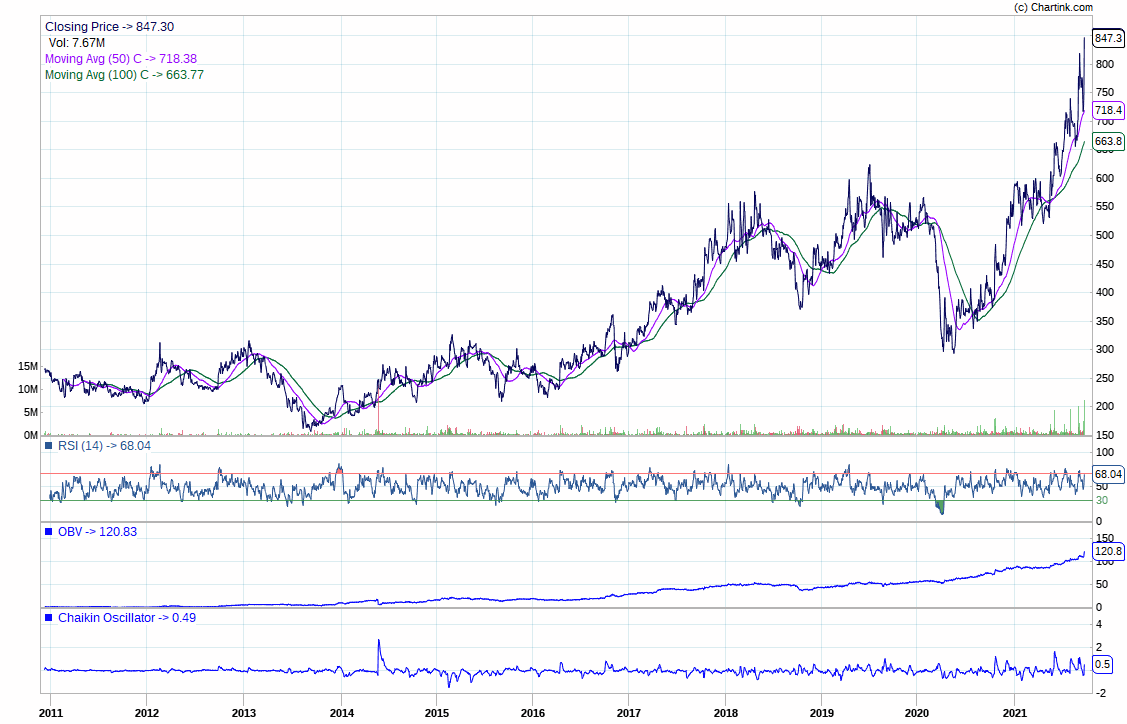 (c) Chartink.com
Closing Price -> 847.30
Vol: 7.67M
Moving Avg (50) C -> 718.38
Moving Avg (100) C -> 663.77
847.3
800
750
718.4
700
663.8
650
600
550
500
450
400
350
300
250
200
150
15M
10M
5M
0M
RSI (14) -> 68.04
100
68.04
50
30
0
OBV -> 120.83
150
120.8
100
50
0
Chaikin Oscillator -> 0.49
4
2
0.5
-2
2011 2012 2013 2014 2015 2016 2017 2018 2019 2020 2021